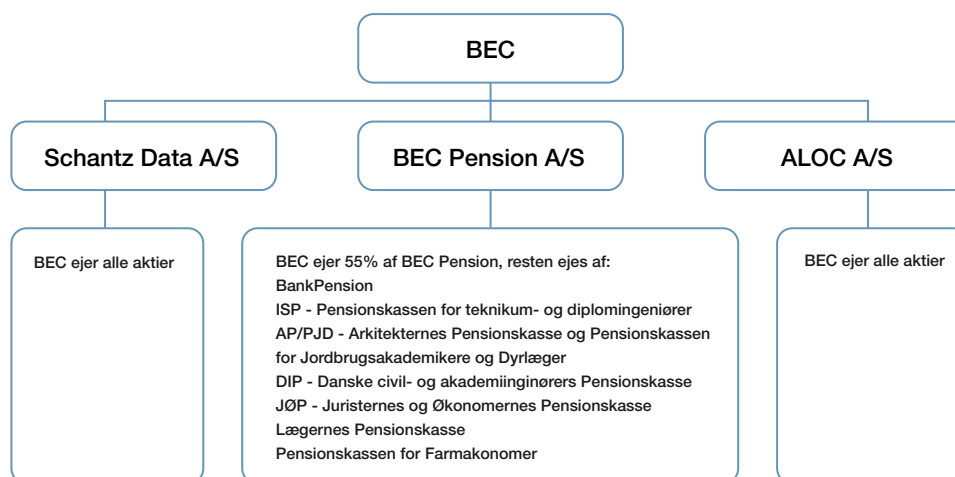 BEC
Schantz Data A/S
BEC Pension A/S
ALOC A/S
BEC ejer alle aktier
BEC ejer 55% af BEC Pension, resten ejes af:
BankPension
ISP - Pensionskassen for teknikum- og diplomingeniører
AP/PJD - Arkitekternes Pensionskasse og Pensionskassen
for Jordbrugsakademikere og Dyrlæger
DIP - Danske civil- og akademiinginørers Pensionskasse
JØP - Juristernes og Økonomernes Pensionskasse
Lægernes Pensionskasse
Pensionskassen for Farmakonomer
BEC ejer alle aktier